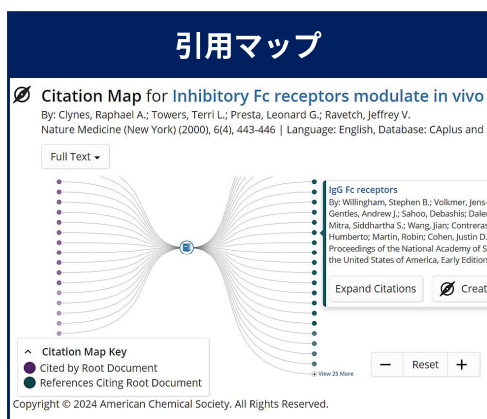 引用マップ
Citation Map for Inhibitory Fc receptors modulate in vivo
By: Clynes, Raphael A.; Towers, Terri L.; Presta, Leonard G.; Ravetch, Jeffrey V.
Nature Medicine (New York) (2000), 6(4), 443-446 | Language: English, Database: CAplus and
Full Text
IgG Fc receptors
By: Willingham, Stephen B.; Volkmer, Jens-
Gentles, Andrew J.; Sahoo, Debashis; Daler
Mitra, Siddhartha S.; Wang, Jian; Contreras
Humberto; Martin, Robin; Cohen, Justin D.
Proceedings of the National Academy of S
the United States of America, Early Edition
Expand Citations
Creat
Citation Map Key
Cited by Root Document
References Citing Root Document
View 25 More
− Reset +
Copyright © 2024 American Chemical Society. All Rights Reserved.